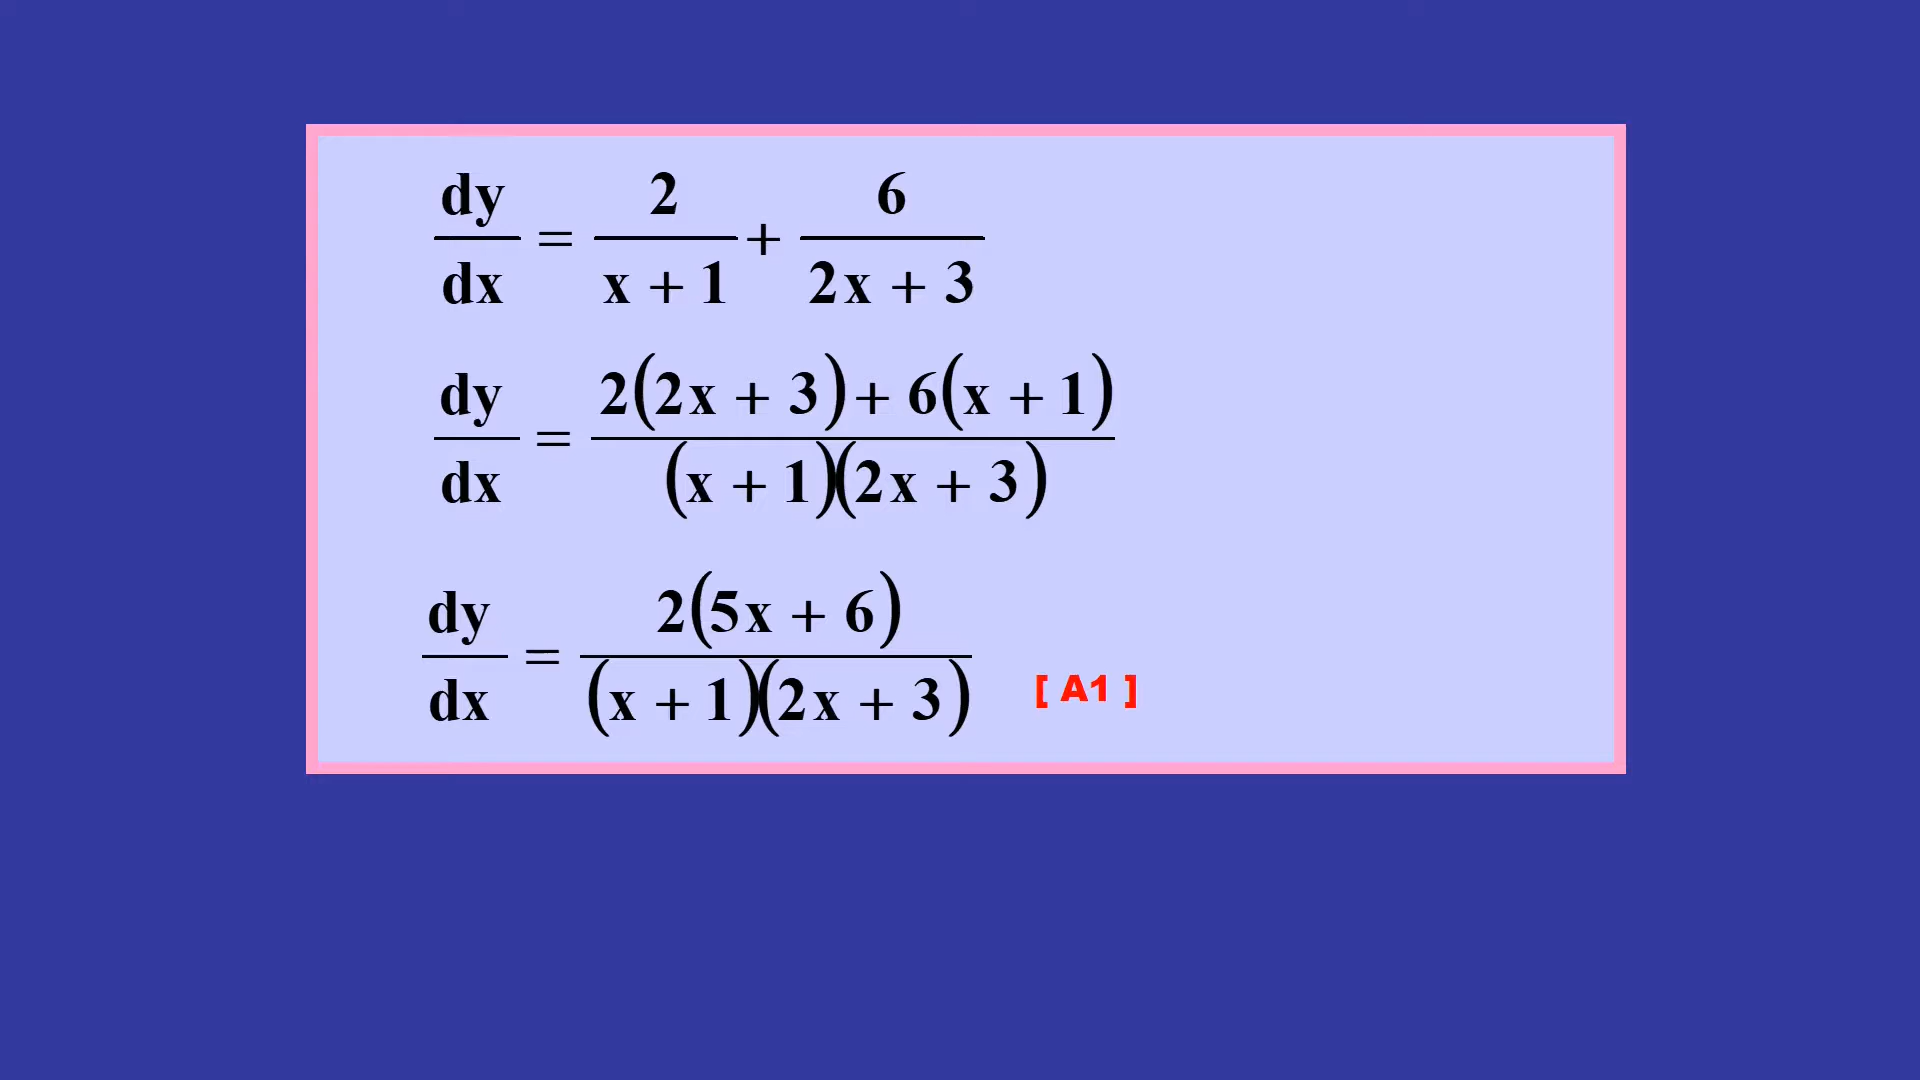 dy/dx = 2/(x + 1) + 6/(2x + 3)
dy/dx = (2(2x + 3) + 6(x + 1))/((x + 1)(2x + 3))
dy/dx = 2(5x + 6)/((x + 1)(2x + 3)) [ A1 ]